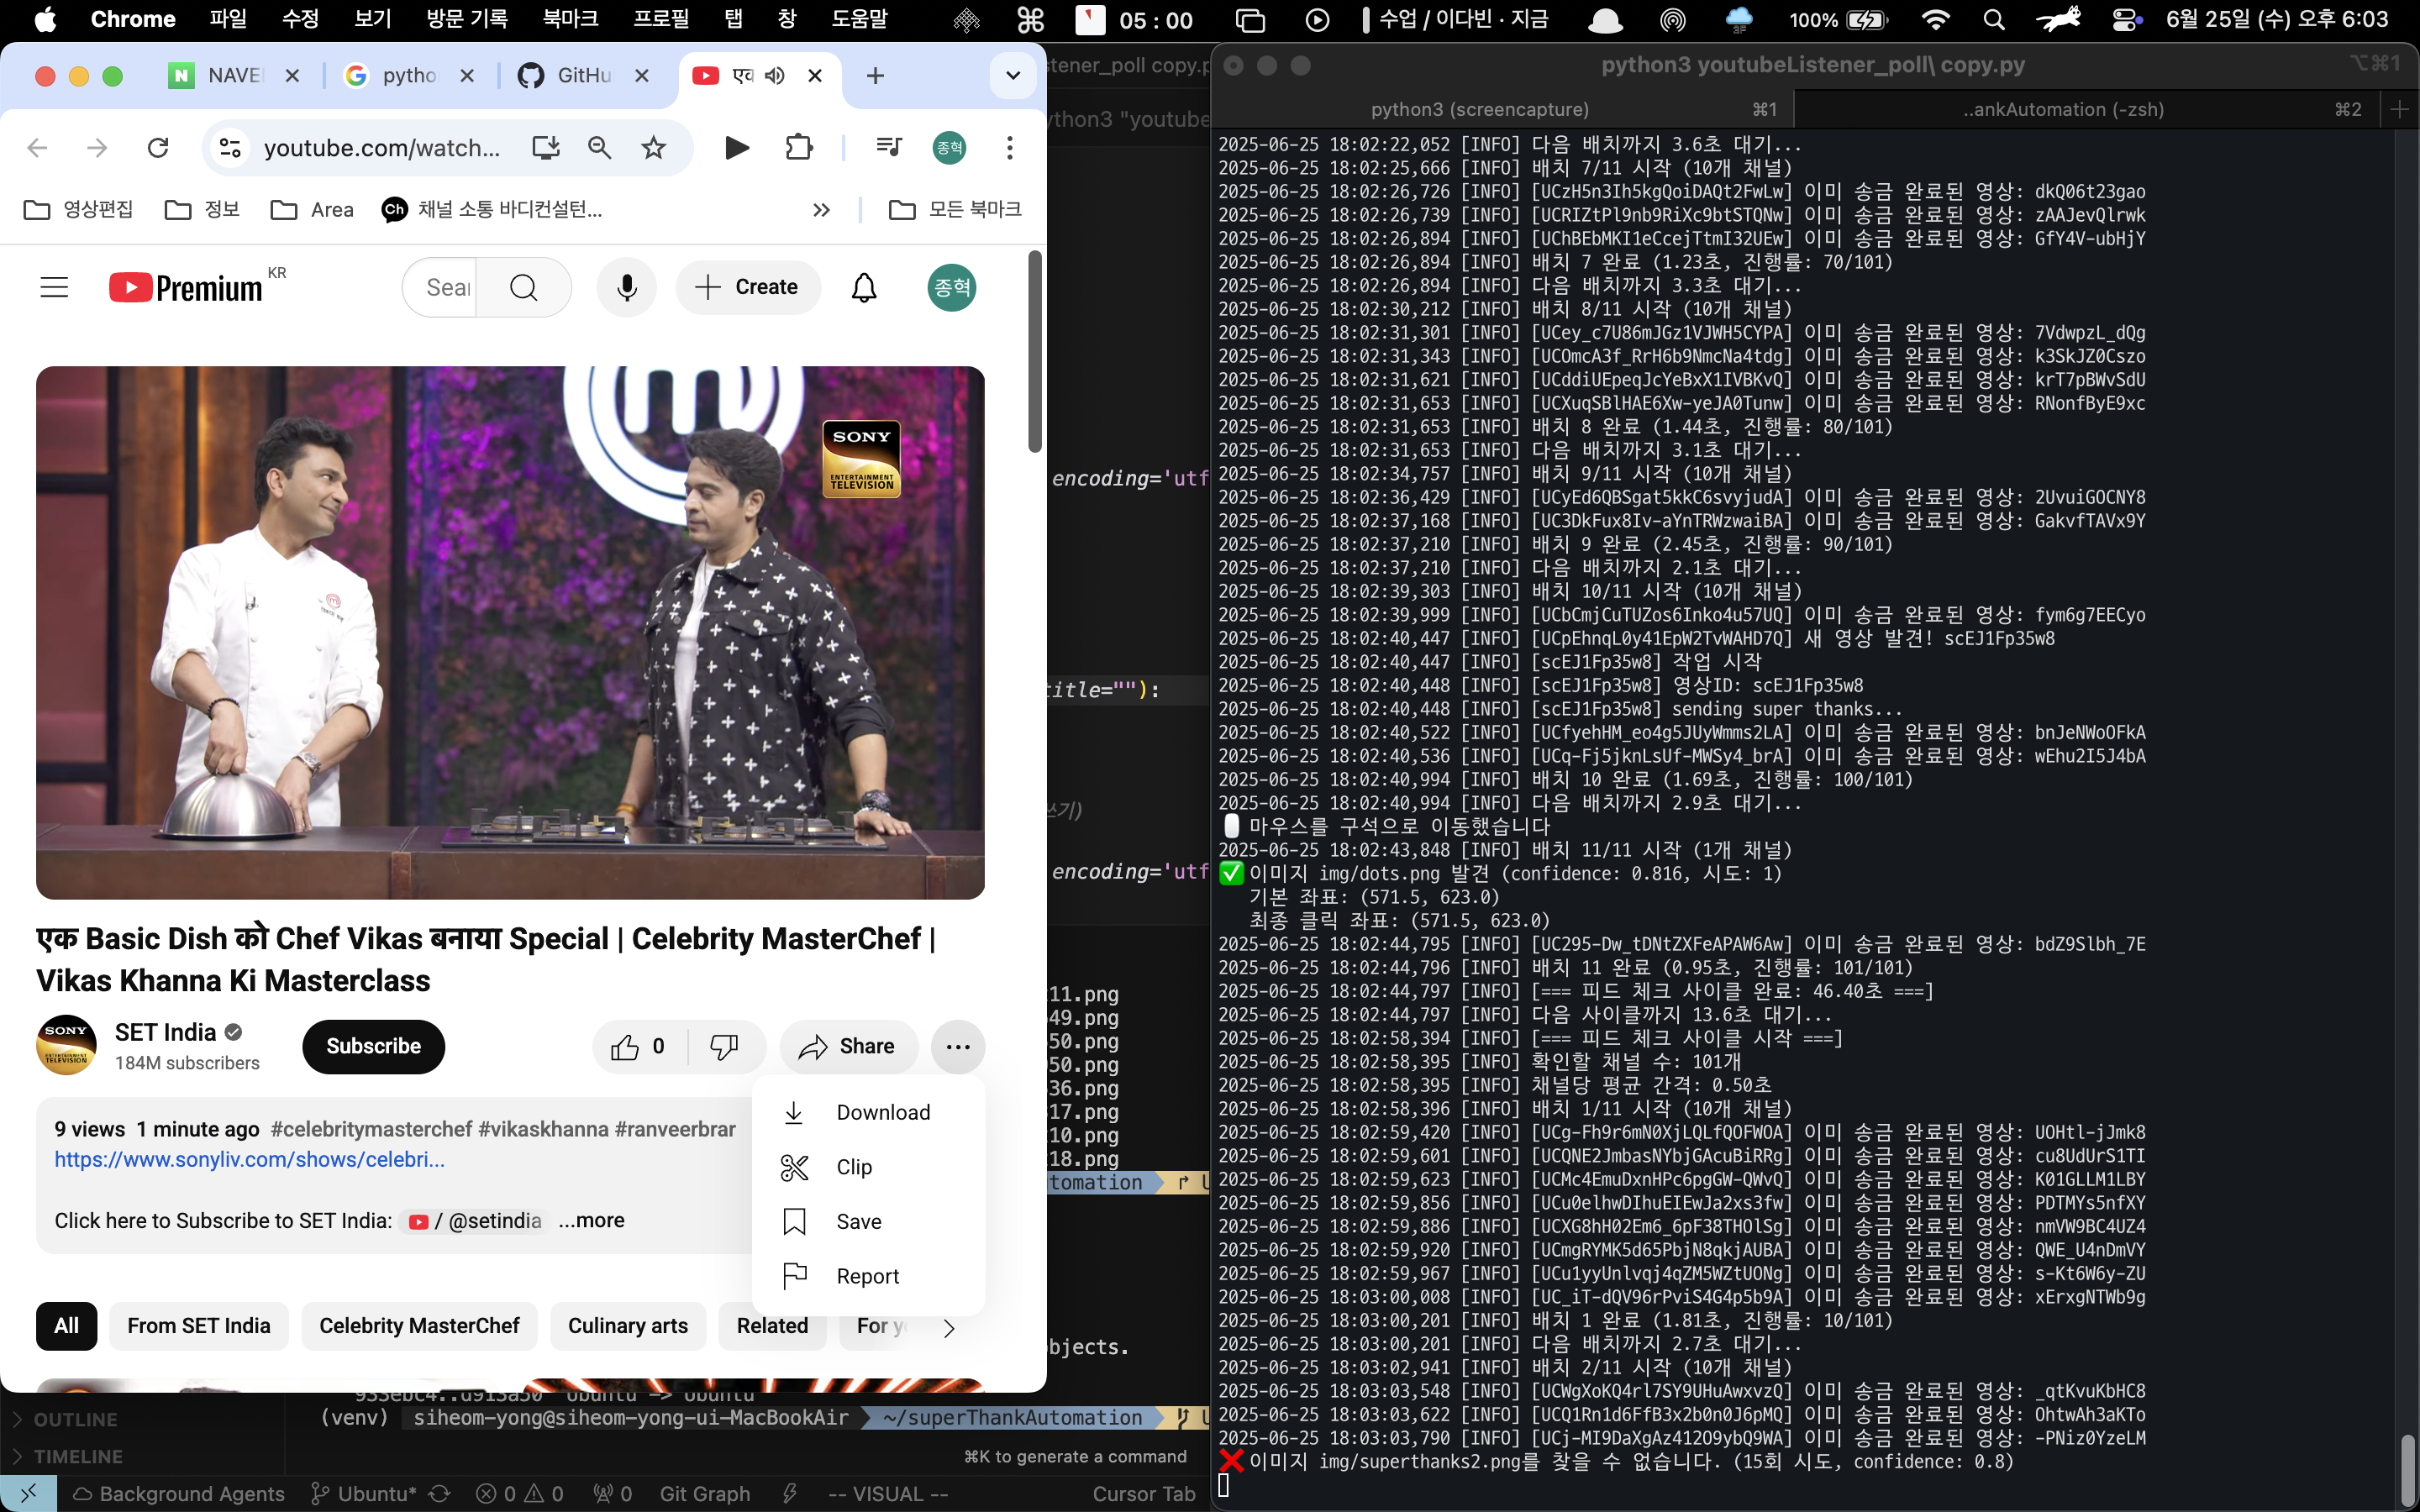 Chrome 파일 수정 보기 방문 기록 북마크 프로필 탭 창 도움말 05 : 00 수업 / 이다빈 · 지금 100% 6월 25일 (수) 오후 6:03
NAVE pytho GitHu एक
youtube.com/watch... 종혁
영상편집 정보 Area Ch 채널 소통 바디컨설턴... » 모든 북마크
Premium KR Sear Create 종혁
SONY
ENTERTAINMENT
TELEVISION
एक Basic Dish को Chef Vikas बनाया Special | Celebrity MasterChef |
Vikas Khanna Ki Masterclass
SONY
SET India
184M subscribers
Subscribe
0
Share
9 views 1 minute ago #celebritymasterchef #vikaskhanna #ranveerbrar
https://www.sonyliv.com/shows/celebri...
Click here to Subscribe to SET India: / @setindia ...more
Download
Clip
Save
Report
All From SET India Celebrity MasterChef Culinary arts Related For y
stener_poll copy.p
ython3 "youtube
encoding='utf
title=""):
쓰기)
encoding='utf
11.png
49.png
50.png
50.png
36.png
17.png
10.png
18.png
tomation
bjects.
933ebc4..d913a30 Ubuntu -> Ubuntu
(venv) siheom-yong@siheom-yong-ui-MacBookAir ~/superThankAutomation
OUTLINE
TIMELINE
⌘K to generate a command
Background Agents Ubuntu* 0 0 0 Git Graph -- VISUAL -- Cursor Tab
python3 youtubeListener_poll\ copy.py ⌥⌘1
python3 (screencapture) ⌘1 ..ankAutomation (-zsh) ⌘2
2025-06-25 18:02:22,052 [INFO] 다음 배치까지 3.6초 대기...
2025-06-25 18:02:25,666 [INFO] 배치 7/11 시작 (10개 채널)
2025-06-25 18:02:26,726 [INFO] [UCzH5n3Ih5kgQoiDAQt2FwLw] 이미 송금 완료된 영상: dkQ06t23gao
2025-06-25 18:02:26,739 [INFO] [UCRIZtPl9nb9RiXc9btSTQNw] 이미 송금 완료된 영상: zAAJevQlrwk
2025-06-25 18:02:26,894 [INFO] [UChBEbMKI1eCcejTtmI32UEw] 이미 송금 완료된 영상: GfY4V-ubHjY
2025-06-25 18:02:26,894 [INFO] 배치 7 완료 (1.23초, 진행률: 70/101)
2025-06-25 18:02:26,894 [INFO] 다음 배치까지 3.3초 대기...
2025-06-25 18:02:30,212 [INFO] 배치 8/11 시작 (10개 채널)
2025-06-25 18:02:31,301 [INFO] [UCey_c7U86mJGz1VJWH5CYPA] 이미 송금 완료된 영상: 7VdwpzL_dQg
2025-06-25 18:02:31,343 [INFO] [UCOmcA3f_RrH6b9NmcNa4tdg] 이미 송금 완료된 영상: k3SkJZ0Cszo
2025-06-25 18:02:31,621 [INFO] [UCddiUEpeqJcYeBxX1IVBKvQ] 이미 송금 완료된 영상: krT7pBWvSdU
2025-06-25 18:02:31,653 [INFO] [UCXuqSBlHAE6Xw-yeJA0Tunw] 이미 송금 완료된 영상: RNonfByE9xc
2025-06-25 18:02:31,653 [INFO] 배치 8 완료 (1.44초, 진행률: 80/101)
2025-06-25 18:02:31,653 [INFO] 다음 배치까지 3.1초 대기...
2025-06-25 18:02:34,757 [INFO] 배치 9/11 시작 (10개 채널)
2025-06-25 18:02:36,429 [INFO] [UCyEd6QBSgat5kkC6svyjudA] 이미 송금 완료된 영상: 2UvuiGOCNY8
2025-06-25 18:02:37,168 [INFO] [UC3DkFux8Iv-aYnTRWzwaiBA] 이미 송금 완료된 영상: GakvfTAVx9Y
2025-06-25 18:02:37,210 [INFO] 배치 9 완료 (2.45초, 진행률: 90/101)
2025-06-25 18:02:37,210 [INFO] 다음 배치까지 2.1초 대기...
2025-06-25 18:02:39,303 [INFO] 배치 10/11 시작 (10개 채널)
2025-06-25 18:02:39,999 [INFO] [UCbCmjCuTUZos6Inko4u57UQ] 이미 송금 완료된 영상: fym6g7EECyo
2025-06-25 18:02:40,447 [INFO] [UCpEhnqL0y41EpW2TvWAHD7Q] 새 영상 발견! scEJ1Fp35w8
2025-06-25 18:02:40,447 [INFO] [scEJ1Fp35w8] 작업 시작
2025-06-25 18:02:40,448 [INFO] [scEJ1Fp35w8] 영상ID: scEJ1Fp35w8
2025-06-25 18:02:40,448 [INFO] [scEJ1Fp35w8] sending super thanks...
2025-06-25 18:02:40,522 [INFO] [UCfyehHM_eo4g5JUyWmms2LA] 이미 송금 완료된 영상: bnJeNWoOFkA
2025-06-25 18:02:40,536 [INFO] [UCq-Fj5jknLsUf-MWSy4_brA] 이미 송금 완료된 영상: wEhu2I5J4bA
2025-06-25 18:02:40,994 [INFO] 배치 10 완료 (1.69초, 진행률: 100/101)
2025-06-25 18:02:40,994 [INFO] 다음 배치까지 2.9초 대기...
마우스를 구석으로 이동했습니다
2025-06-25 18:02:43,848 [INFO] 배치 11/11 시작 (1개 채널)
✅ 이미지 img/dots.png 발견 (confidence: 0.816, 시도: 1)
기본 좌표: (571.5, 623.0)
최종 클릭 좌표: (571.5, 623.0)
2025-06-25 18:02:44,795 [INFO] [UC295-Dw_tDNtZXFeAPAW6Aw] 이미 송금 완료된 영상: bdZ9Slbh_7E
2025-06-25 18:02:44,796 [INFO] 배치 11 완료 (0.95초, 진행률: 101/101)
2025-06-25 18:02:44,797 [INFO] [=== 피드 체크 사이클 완료: 46.40초 ===]
2025-06-25 18:02:44,797 [INFO] 다음 사이클까지 13.6초 대기...
2025-06-25 18:02:58,394 [INFO] [=== 피드 체크 사이클 시작 ===]
2025-06-25 18:02:58,395 [INFO] 확인할 채널 수: 101개
2025-06-25 18:02:58,395 [INFO] 채널당 평균 간격: 0.50초
2025-06-25 18:02:58,396 [INFO] 배치 1/11 시작 (10개 채널)
2025-06-25 18:02:59,420 [INFO] [UCg-Fh9r6mN0XjLQLfQOFWOA] 이미 송금 완료된 영상: UOHtl-jJmk8
2025-06-25 18:02:59,601 [INFO] [UCQNE2JmbasNYbjGAcuBiRRg] 이미 송금 완료된 영상: cu8UdUrS1TI
2025-06-25 18:02:59,623 [INFO] [UCMc4EmuDxnHPc6pgGW-QWvQ] 이미 송금 완료된 영상: K01GLLM1LBY
2025-06-25 18:02:59,856 [INFO] [UCu0elhwDIhuEIEwJa2xs3fw] 이미 송금 완료된 영상: PDTMYs5nfXY
2025-06-25 18:02:59,886 [INFO] [UCXG8hH02Em6_6pF38THOlSg] 이미 송금 완료된 영상: nmVW9BC4UZ4
2025-06-25 18:02:59,920 [INFO] [UCmgRYMK5d65PbjN8qkjAUBA] 이미 송금 완료된 영상: QWE_U4nDmVY
2025-06-25 18:02:59,967 [INFO] [UCu1yyUnlvqj4qZM5WZtUONg] 이미 송금 완료된 영상: s-Kt6W6y-ZU
2025-06-25 18:03:00,008 [INFO] [UC_iT-dQV96rPviS4G4p5b9A] 이미 송금 완료된 영상: xErxgNTWb9g
2025-06-25 18:03:00,201 [INFO] 배치 1 완료 (1.81초, 진행률: 10/101)
2025-06-25 18:03:00,201 [INFO] 다음 배치까지 2.7초 대기...
2025-06-25 18:03:02,941 [INFO] 배치 2/11 시작 (10개 채널)
2025-06-25 18:03:03,548 [INFO] [UCWgXoKQ4rl7SY9UHuAwxvzQ] 이미 송금 완료된 영상: _qtKvuKbHC8
2025-06-25 18:03:03,622 [INFO] [UCQ1Rn1d6FfB3x2b0n0J6pMQ] 이미 송금 완료된 영상: OhtwAh3aKTo
2025-06-25 18:03:03,790 [INFO] [UCj-MI9DaXgAz412O9ybQ9WA] 이미 송금 완료된 영상: -PNiz0YzeLM
❌ 이미지 img/superthanks2.png를 찾을 수 없습니다. (15회 시도, confidence: 0.8)